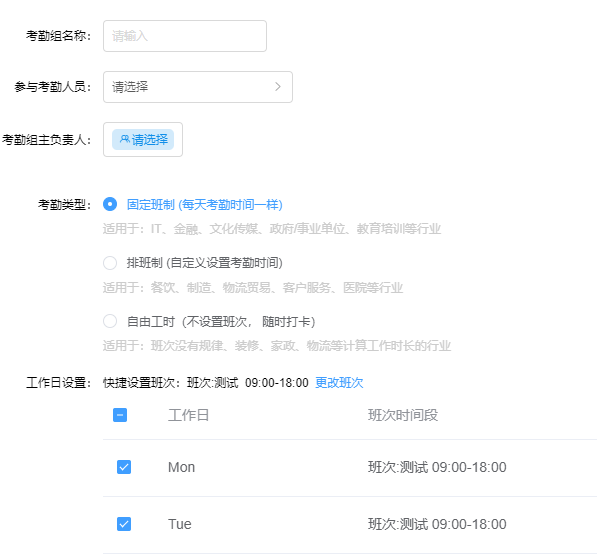 考勤组名称： 请输入
参与考勤人员： 请选择
考勤组主负责人： 请选择
考勤类型： 固定班制 (每天考勤时间一样)
适用于：IT、金融、文化传媒、政府/事业单位、教育培训等行业
排班制 (自定义设置考勤时间)
适用于：餐饮、制造、物流贸易、客户服务、医院等行业
自由工时（不设置班次， 随时打卡）
适用于：班次没有规律、装修、家政、物流等计算工作时长的行业
工作日设置： 快捷设置班次：班次:测试 09:00-18:00 更改班次
工作日 班次时间段
Mon 班次:测试 09:00-18:00
Tue 班次:测试 09:00-18:00